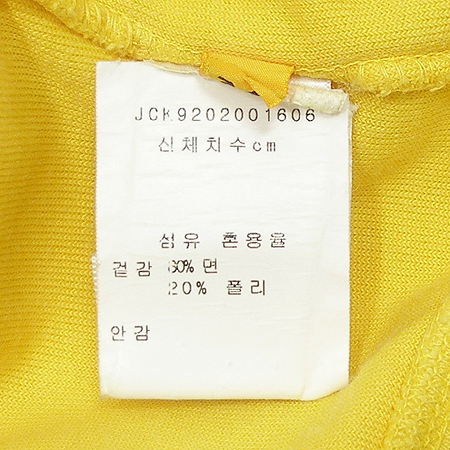 JCK9202001606
신체치수cm
섬유 혼용율
겉감 80% 면
20% 폴리
안감